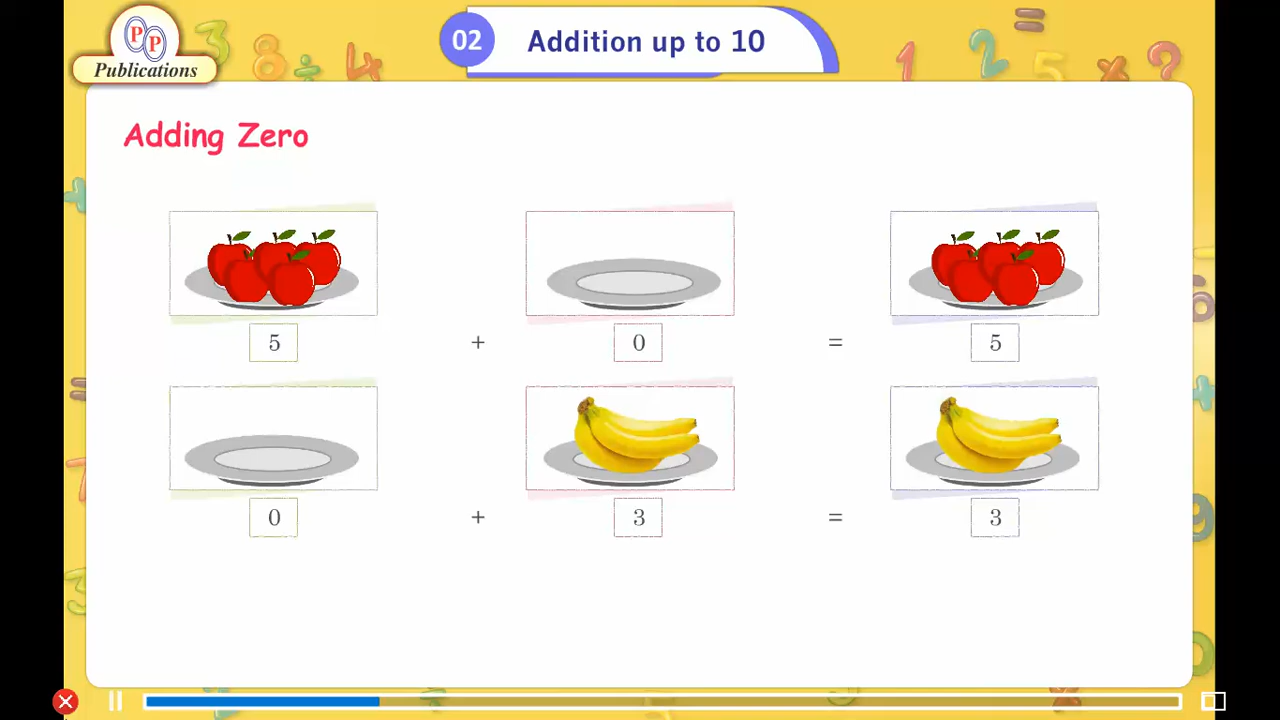 PP
Publications
02
Addition up to 10
Adding Zero
5 + 0 = 5
0 + 3 = 3